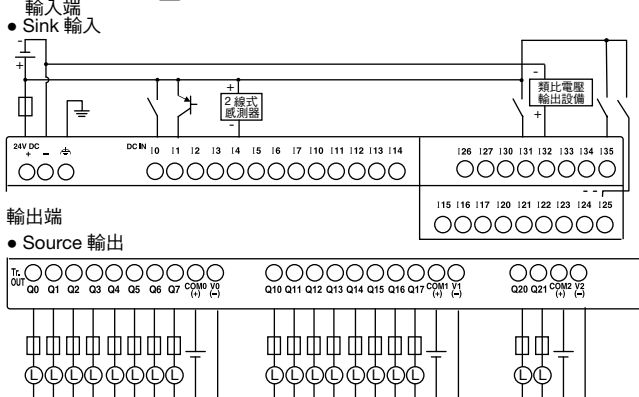 輸入端
● Sink 輸入
-
+
+
2 線式
感測器
-
-
類比電壓
輸出設備
+
24V DC
+ -
DC IN I0 I1 I2 I3 I4 I5 I6 I7 I10 I11 I12 I13 I14
I26 I27 I30 I31 I32 I33 I34 I35
I15 I16 I17 I20 I21 I22 I23 I24 I25
輸出端
● Source 輸出
Tr.
OUT
Q0 Q1 Q2 Q3 Q4 Q5 Q6 Q7 COM0 (+) V0 (-)
Q10 Q11 Q12 Q13 Q14 Q15 Q16 Q17 COM1 (+) V1 (-)
Q20 Q21 COM2 (+) V2 (-)
L L L L L L L L
L L L L L L L L
L L